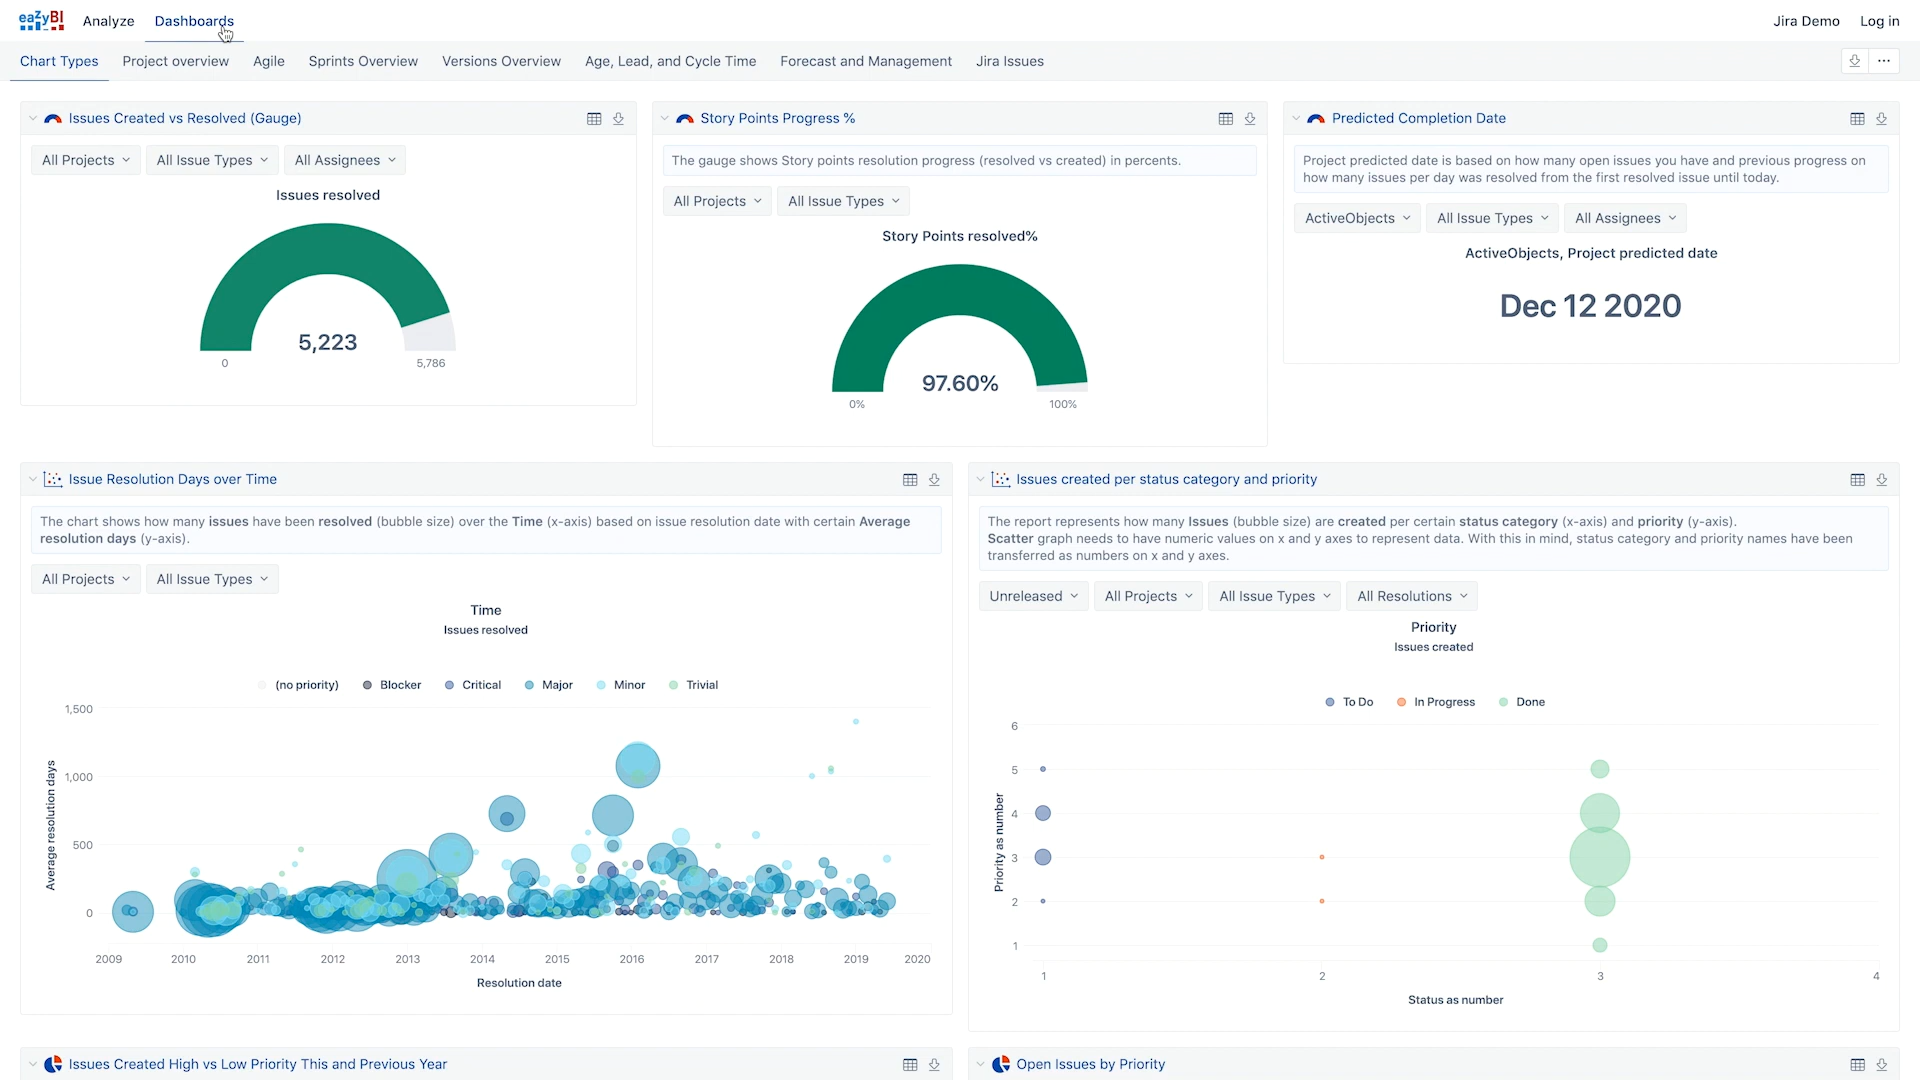 eazyBI Analyze Dashboards Jira Demo Log in
Chart Types Project overview Agile Sprints Overview Versions Overview Age, Lead, and Cycle Time Forecast and Management Jira Issues
Issues Created vs Resolved (Gauge)
All Projects All Issue Types All Assignees
Issues resolved
5,223
0 5,786
Story Points Progress %
The gauge shows Story points resolution progress (resolved vs created) in percents.
All Projects All Issue Types
Story Points resolved%
97.60%
0% 100%
Predicted Completion Date
Project predicted date is based on how many open issues you have and previous progress on
how many issues per day was resolved from the first resolved issue until today.
ActiveObjects All Issue Types All Assignees
ActiveObjects, Project predicted date
Dec 12 2020
Issue Resolution Days over Time
The chart shows how many issues have been resolved (bubble size) over the Time (x-axis) based on issue resolution date with certain Average
resolution days (y-axis).
All Projects All Issue Types
Time
Issues resolved
(no priority) Blocker Critical Major Minor Trivial
1,500
1,000
500
0
Average resolution days
2009 2010 2011 2012 2013 2014 2015 2016 2017 2018 2019 2020
Resolution date
Issues created per status category and priority
The report represents how many Issues (bubble size) are created per certain status category (x-axis) and priority (y-axis).
Scatter graph needs to have numeric values on x and y axes to represent data. With this in mind, status category and priority names have been
transferred as numbers on x and y axes.
Unreleased All Projects All Issue Types All Resolutions
Priority
Issues created
To Do In Progress Done
6
5
4
3
2
1
Priority as number
1 2 3 4
Status as number
Issues Created High vs Low Priority This and Previous Year
Open Issues by Priority